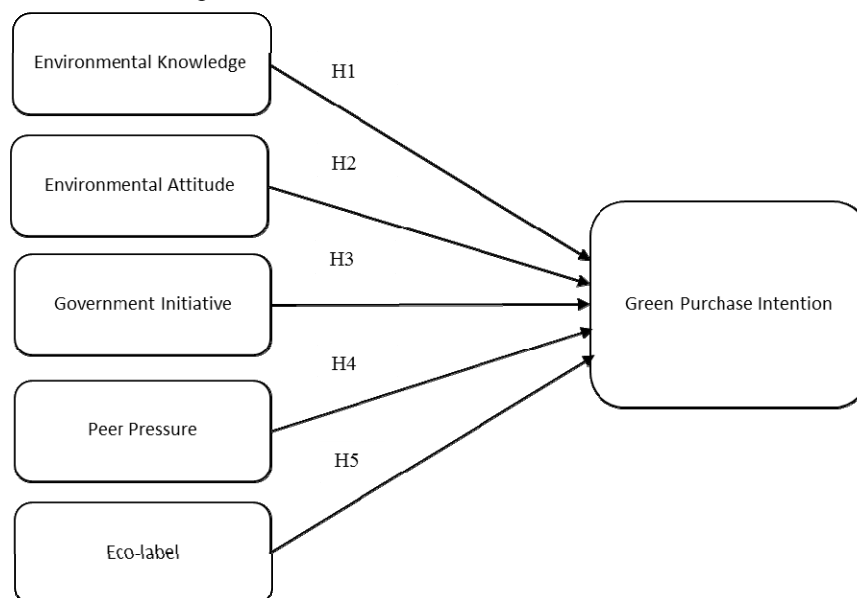 Environmental Knowledge
H1
Environmental Attitude
H2
Government Initiative
H3
Green Purchase Intention
Peer Pressure
H4
Eco-label
H5